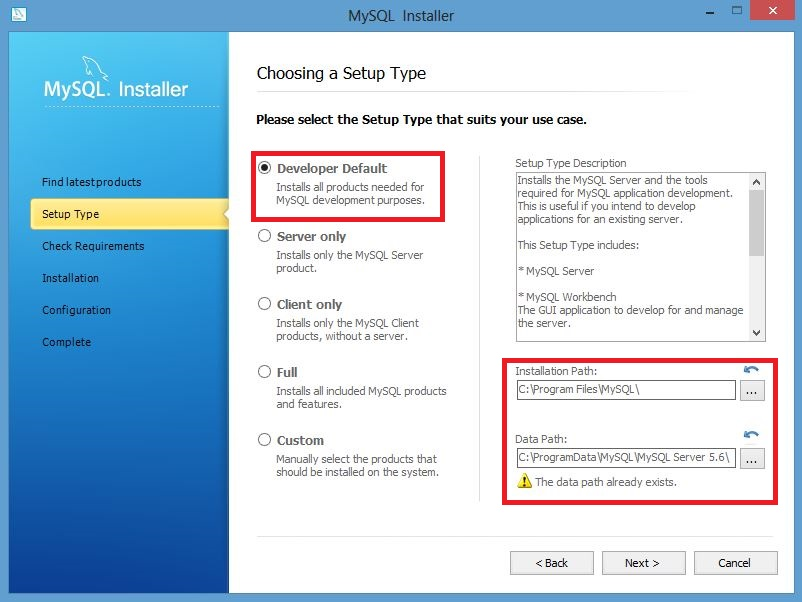 MySQL Installer
MySQL. Installer
Find latest products
Setup Type
Check Requirements
Installation
Configuration
Complete
Choosing a Setup Type
Please select the Setup Type that suits your use case.
Developer Default
Installs all products needed for
MySQL development purposes.
Server only
Installs only the MySQL Server
product.
Client only
Installs only the MySQL Client
products, without a server.
Full
Installs all included MySQL products
and features.
Custom
Manually select the products that
should be installed on the system.
Setup Type Description
Installs the MySQL Server and the tools
required for MySQL application development.
This is useful if you intend to develop
applications for an existing server.
This Setup Type includes:
* MySQL Server
* MySQL Workbench
The GUI application to develop for and manage
the server.
Installation Path:
C:\Program Files\MySQL\
...
Data Path:
C:\ProgramData\MySQL\MySQL Server 5.6\
...
The data path already exists.
< Back
Next >
Cancel